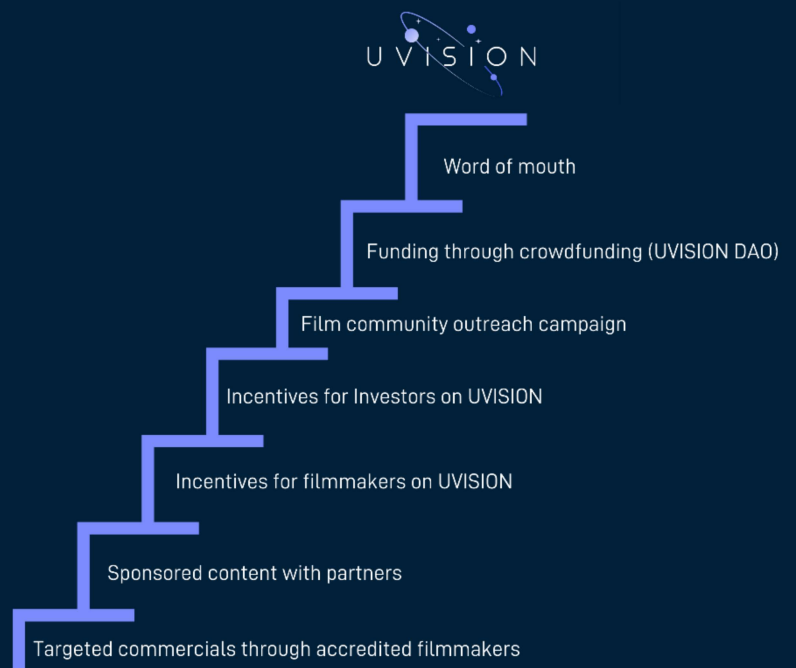 UVISION
Word of mouth
Funding through crowdfunding (UVISION DAO)
Film community outreach campaign
Incentives for Investors on UVISION
Incentives for filmmakers on UVISION
Sponsored content with partners
Targeted commercials through accredited filmmakers